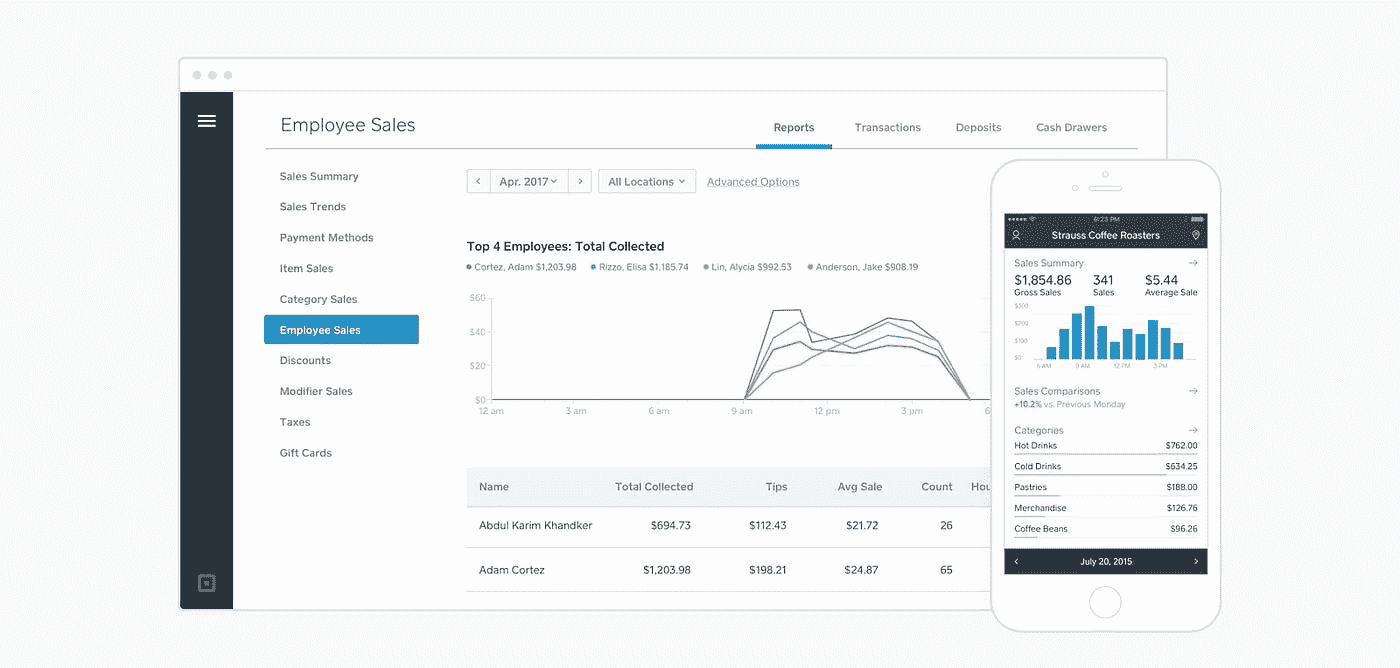 Employee Sales
Reports Transactions Deposits Cash Drawers
Sales Summary
Sales Trends
Payment Methods
Item Sales
Category Sales
Employee Sales
Discounts
Modifier Sales
Taxes
Gift Cards
Apr. 2017 All Locations Advanced Options
Top 4 Employees: Total Collected
Cortez, Adam $1,203.98 Rizzo, Elisa $1,185.74 Lin, Alycia $992.53 Anderson, Jake $908.19
$60
$40
$20
$0
12 am 3 am 6 am 9 am 12 pm 3 pm 6
Name Total Collected Tips Avg Sale Count Hou
Abdul Karim Khandker $694.73 $112.43 $21.72 26
Adam Cortez $1,203.98 $198.21 $24.87 65
6:23 PM
Strauss Coffee Roasters
Sales Summary
$1,854.86 341 $5.44
Gross Sales Sales Average Sale
$300
$200
$100
$0
6 AM 9 AM 12 PM 3 PM
Sales Comparisons
+10.2% vs. Previous Monday
Categories
Hot Drinks $762.00
Cold Drinks $634.25
Pastries $188.00
Merchandise $126.76
Coffee Beans $96.26
July 20, 2015